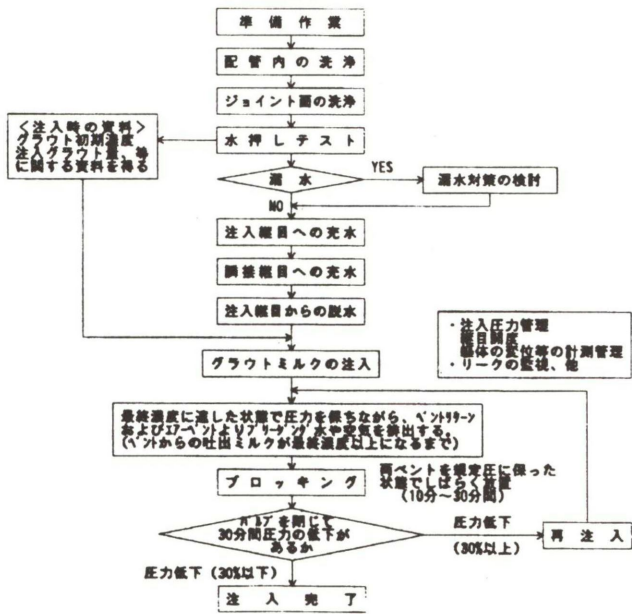 準備作業
配管内の洗浄
ジョイント面の洗浄
＜注入時の資料＞
グラウト初期濃度
注入グラウト量、等
に関する資料を得る
水押しテスト
漏水
YES
漏水対策の検討
NO
注入継目への充水
隣接継目への充水
注入継目からの脱水
・注入圧力管理
継目開度
躯体の変位等の計測管理
・リークの監視、他
グラウトミルクの注入
最終濃度に達した状態で圧力を保ちながら、ベントリターン
およびエアーベントよりブリーディング水や空気を排出する。
(ベントからの吐出ミルクが最終濃度以上になるまで)
ブロッキング
両ベントを規定圧に保った
状態でしばらく放置
(10分～30分間)
バルブを閉じて
30分間圧力の低下が
あるか
圧力低下
(30%以上)
再注入
圧力低下 (30%以下)
注入完了